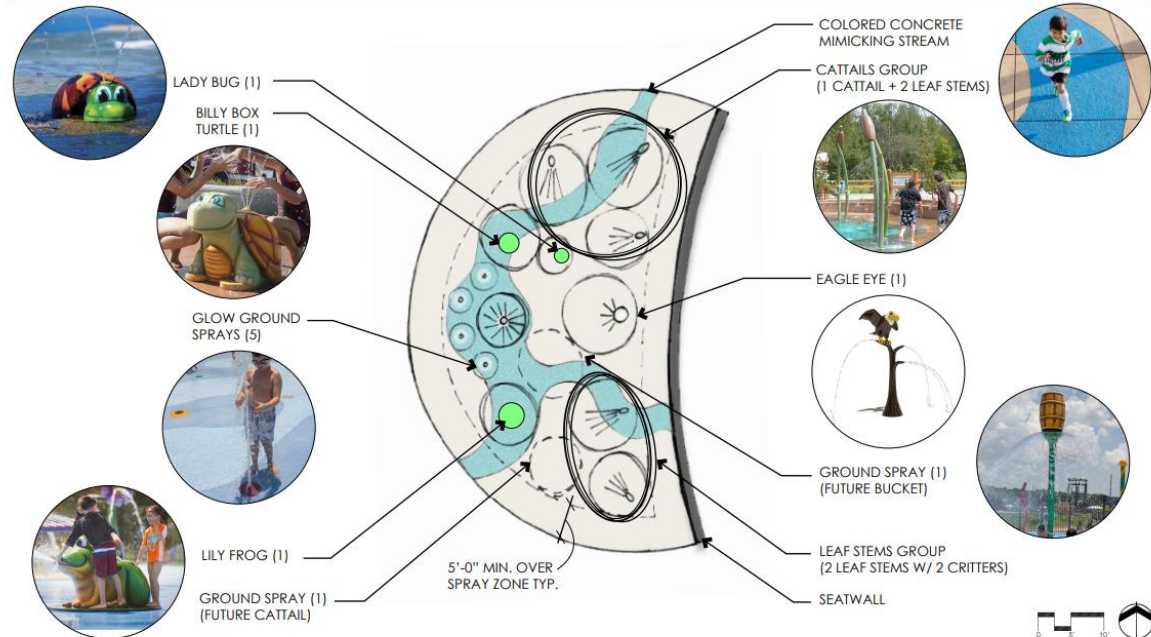 LADY BUG (1)
BILLY BOX
TURTLE (1)
GLOW GROUND
SPRAYS (5)
LILY FROG (1)
GROUND SPRAY (1)
(FUTURE CATTAIL)
5'-0" MIN. OVER
SPRAY ZONE TYP.
COLORED CONCRETE
MIMICKING STREAM
CATTAILS GROUP
(1 CATTAIL + 2 LEAF STEMS)
EAGLE EYE (1)
GROUND SPRAY (1)
(FUTURE BUCKET)
LEAF STEMS GROUP
(2 LEAF STEMS W/ 2 CRITTERS)
SEATWALL
0 5' 10'